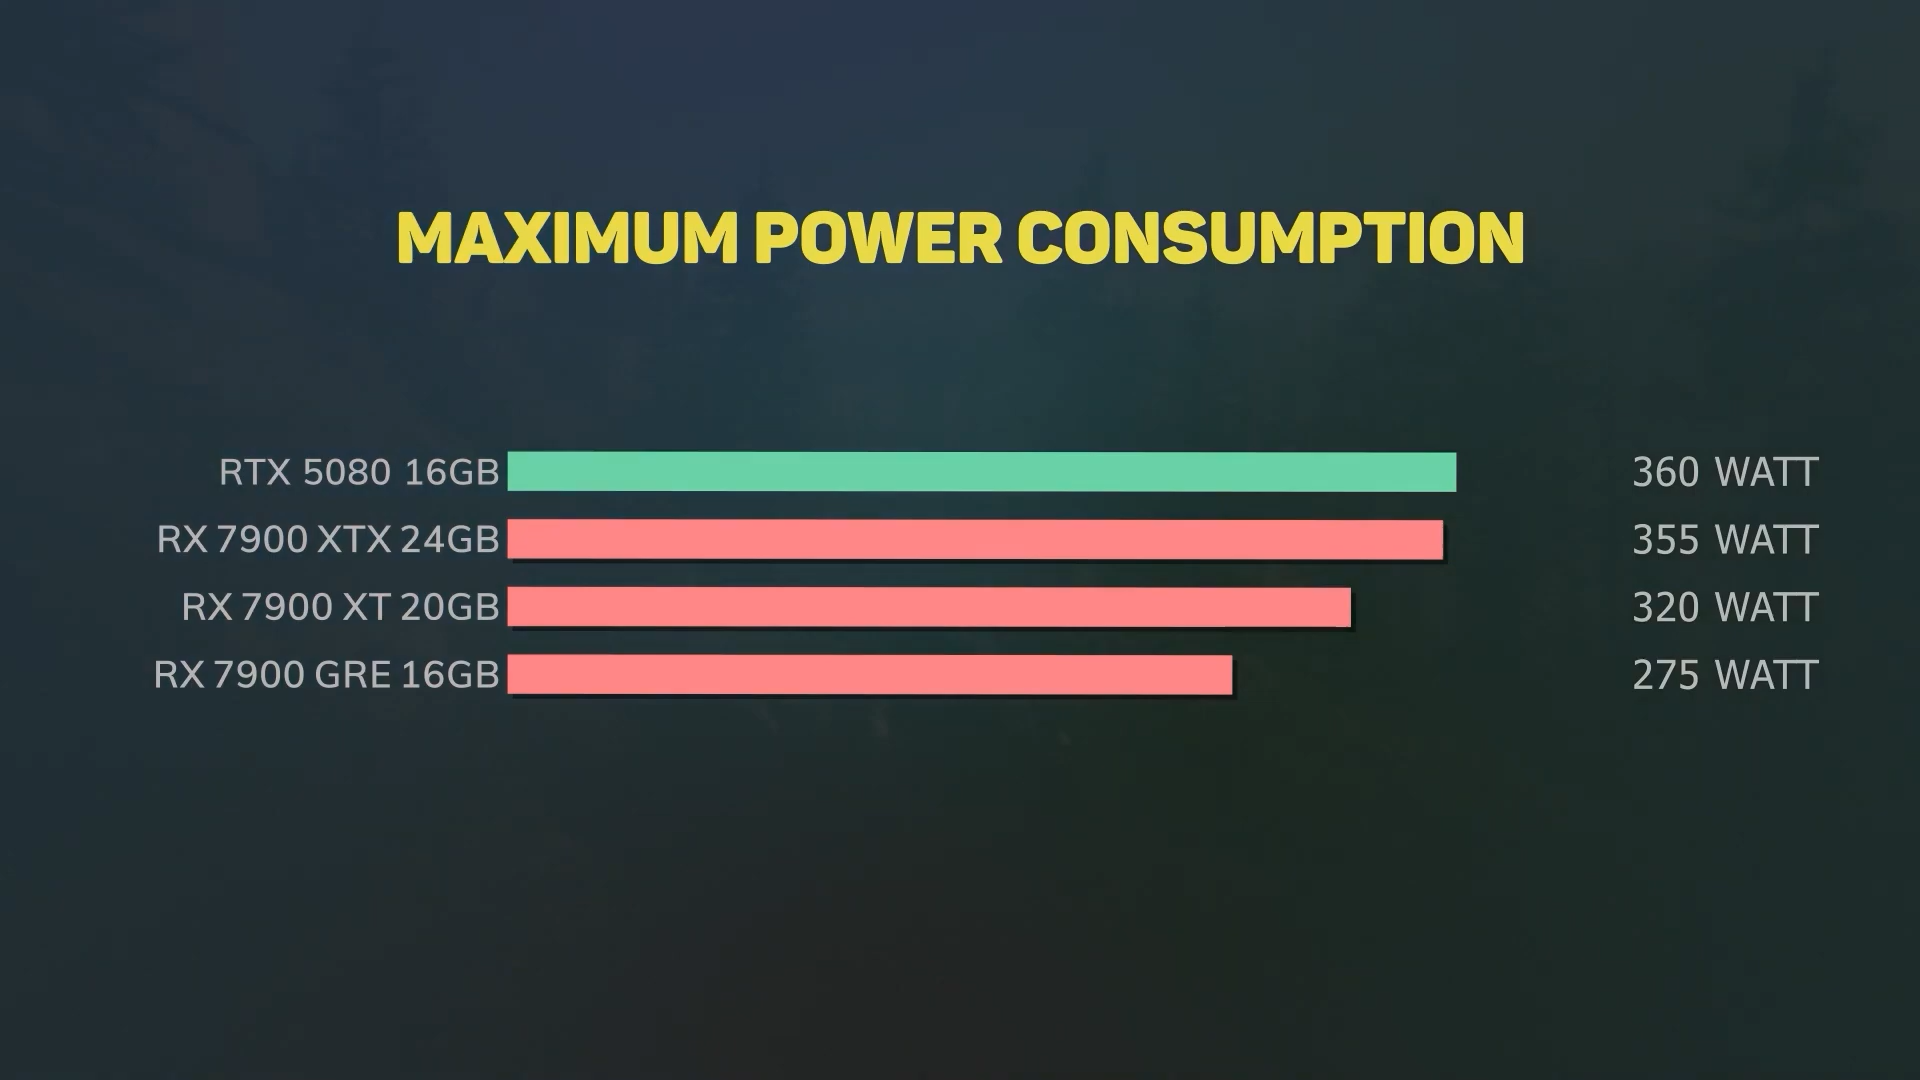 MAXIMUM POWER CONSUMPTION
RTX 5080 16GB 360 WATT
RX 7900 XTX 24GB 355 WATT
RX 7900 XT 20GB 320 WATT
RX 7900 GRE 16GB 275 WATT